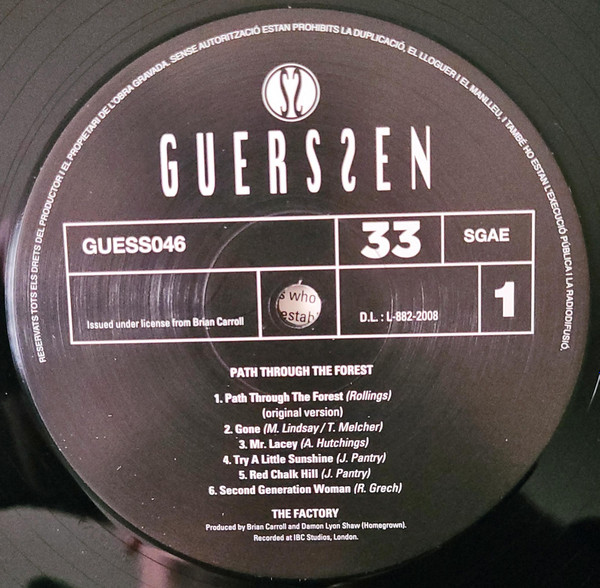 RESERVATS TOTS ELS DRETS DEL PRODUCTOR I EL PROPIETARI DE L'OBRA GRAVADA. SENSE AUTORITZACIÓ ESTAN PROHIBITS LA DUPLICACIÓ, EL LLOGUER I EL MANLLEU, I TAMBÉ HO ESTAN L'EXECUCIÓ PÚBLICA I LA RADIODIFUSIÓ.
GUERSSEN
GUESS046
33
SGAE
Issued under license from Brian Carroll
s who
estab
D.L. : L-882-2008
1
PATH THROUGH THE FOREST
1. Path Through The Forest (Rollings)
(original version)
2. Gone (M. Lindsay / T. Melcher)
3. Mr. Lacey (A. Hutchings)
4. Try A Little Sunshine (J. Pantry)
5. Red Chalk Hill (J. Pantry)
6. Second Generation Woman (R. Grech)
THE FACTORY
Produced by Brian Carroll and Damon Lyon Shaw (Homegrown).
Recorded at IBC Studios, London.